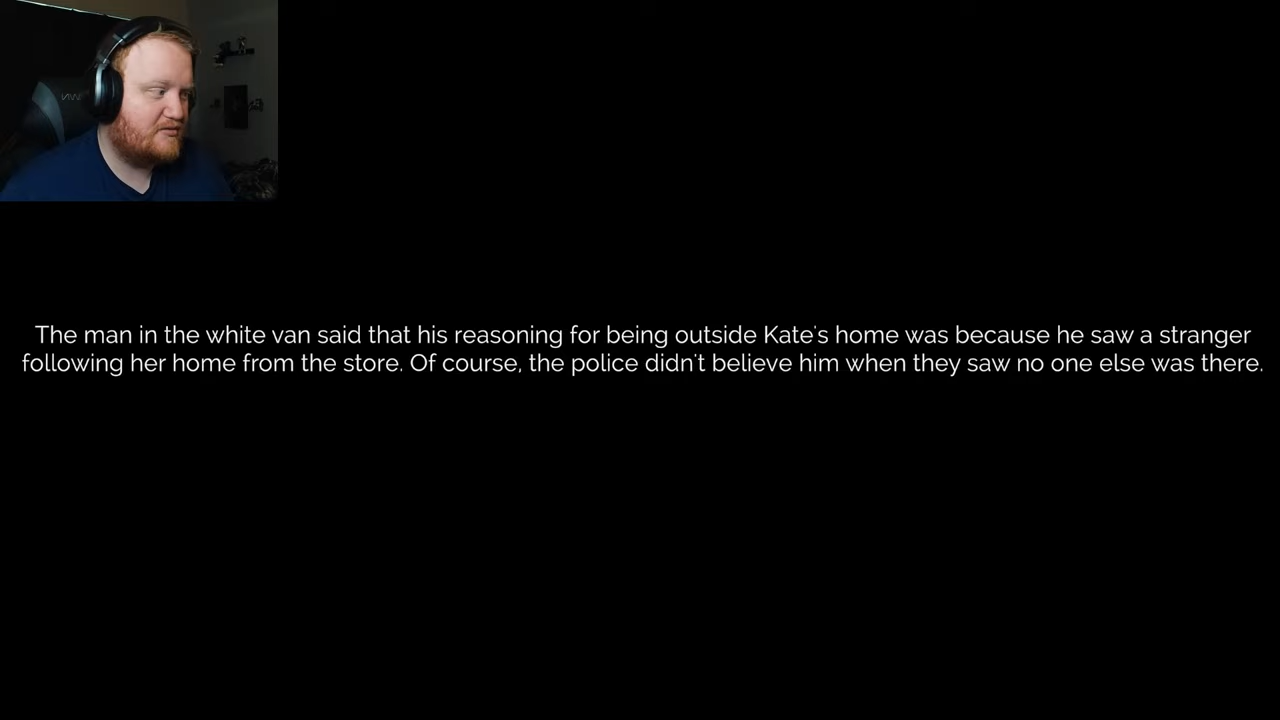 The man in the white van said that his reasoning for being outside Kate's home was because he saw a stranger
following her home from the store. Of course, the police didn't believe him when they saw no one else was there.